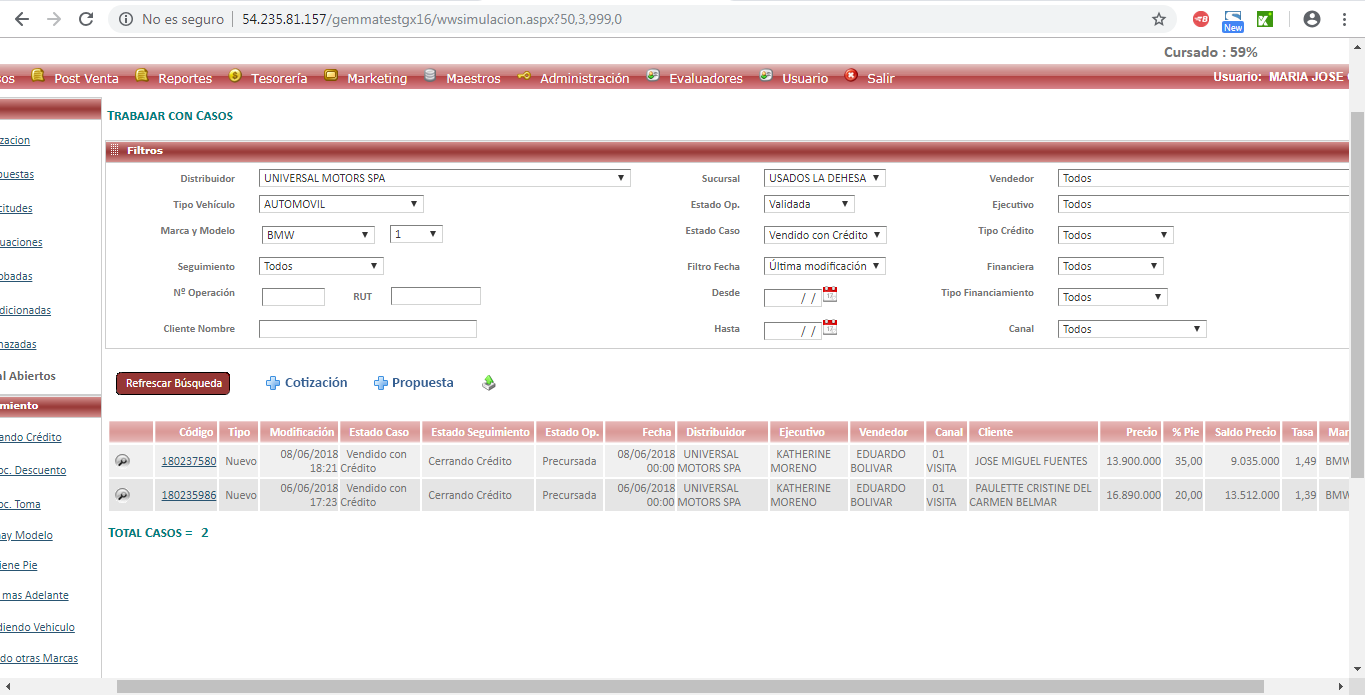 No es seguro | 54.235.81.157/gemmatestgx16/wwsimulacion.aspx?50,3,999,0
New
Cursado : 59%
sos Post Venta Reportes Tesorería Marketing Maestros Administración Evaluadores Usuario Salir Usuario: MARIA JOSE
TRABAJAR CON CASOS
Filtros
Distribuidor UNIVERSAL MOTORS SPA Sucursal USADOS LA DEHESA Vendedor Todos
Tipo Vehículo AUTOMOVIL Estado Op. Validada Ejecutivo Todos
Marca y Modelo BMW 1 Estado Caso Vendido con Crédito Tipo Crédito Todos
Seguimiento Todos Filtro Fecha Última modificación Financiera Todos
Nº Operación RUT Desde / / Tipo Financiamiento Todos
Cliente Nombre Hasta / / Canal Todos
zacion
puestas
citudes
uaciones
obadas
dicionadas
hazadas
al Abiertos
miento
ando Crédito
oc. Descuento
oc. Toma
hay Modelo
iene Pie
mas Adelante
diendo Vehiculo
do otras Marcas
Refrescar Búsqueda Cotización Propuesta
Código Tipo Modificación Estado Caso Estado Seguimiento Estado Op. Fecha Distribuidor Ejecutivo Vendedor Canal Cliente Precio % Pie Saldo Precio Tasa Mar
180237580 Nuevo 08/06/2018 18:21 Vendido con Crédito Cerrando Crédito Precursada 08/06/2018 00:00 UNIVERSAL MOTORS SPA KATHERINE MORENO EDUARDO BOLIVAR 01 VISITA JOSE MIGUEL FUENTES 13.900.000 35,00 9.035.000 1,49 BMW
180235986 Nuevo 06/06/2018 17:23 Vendido con Crédito Cerrando Crédito Precursada 06/06/2018 00:00 UNIVERSAL MOTORS SPA KATHERINE MORENO EDUARDO BOLIVAR 01 VISITA PAULETTE CRISTINE DEL CARMEN BELMAR 16.890.000 20,00 13.512.000 1,39 BMW
TOTAL CASOS = 2